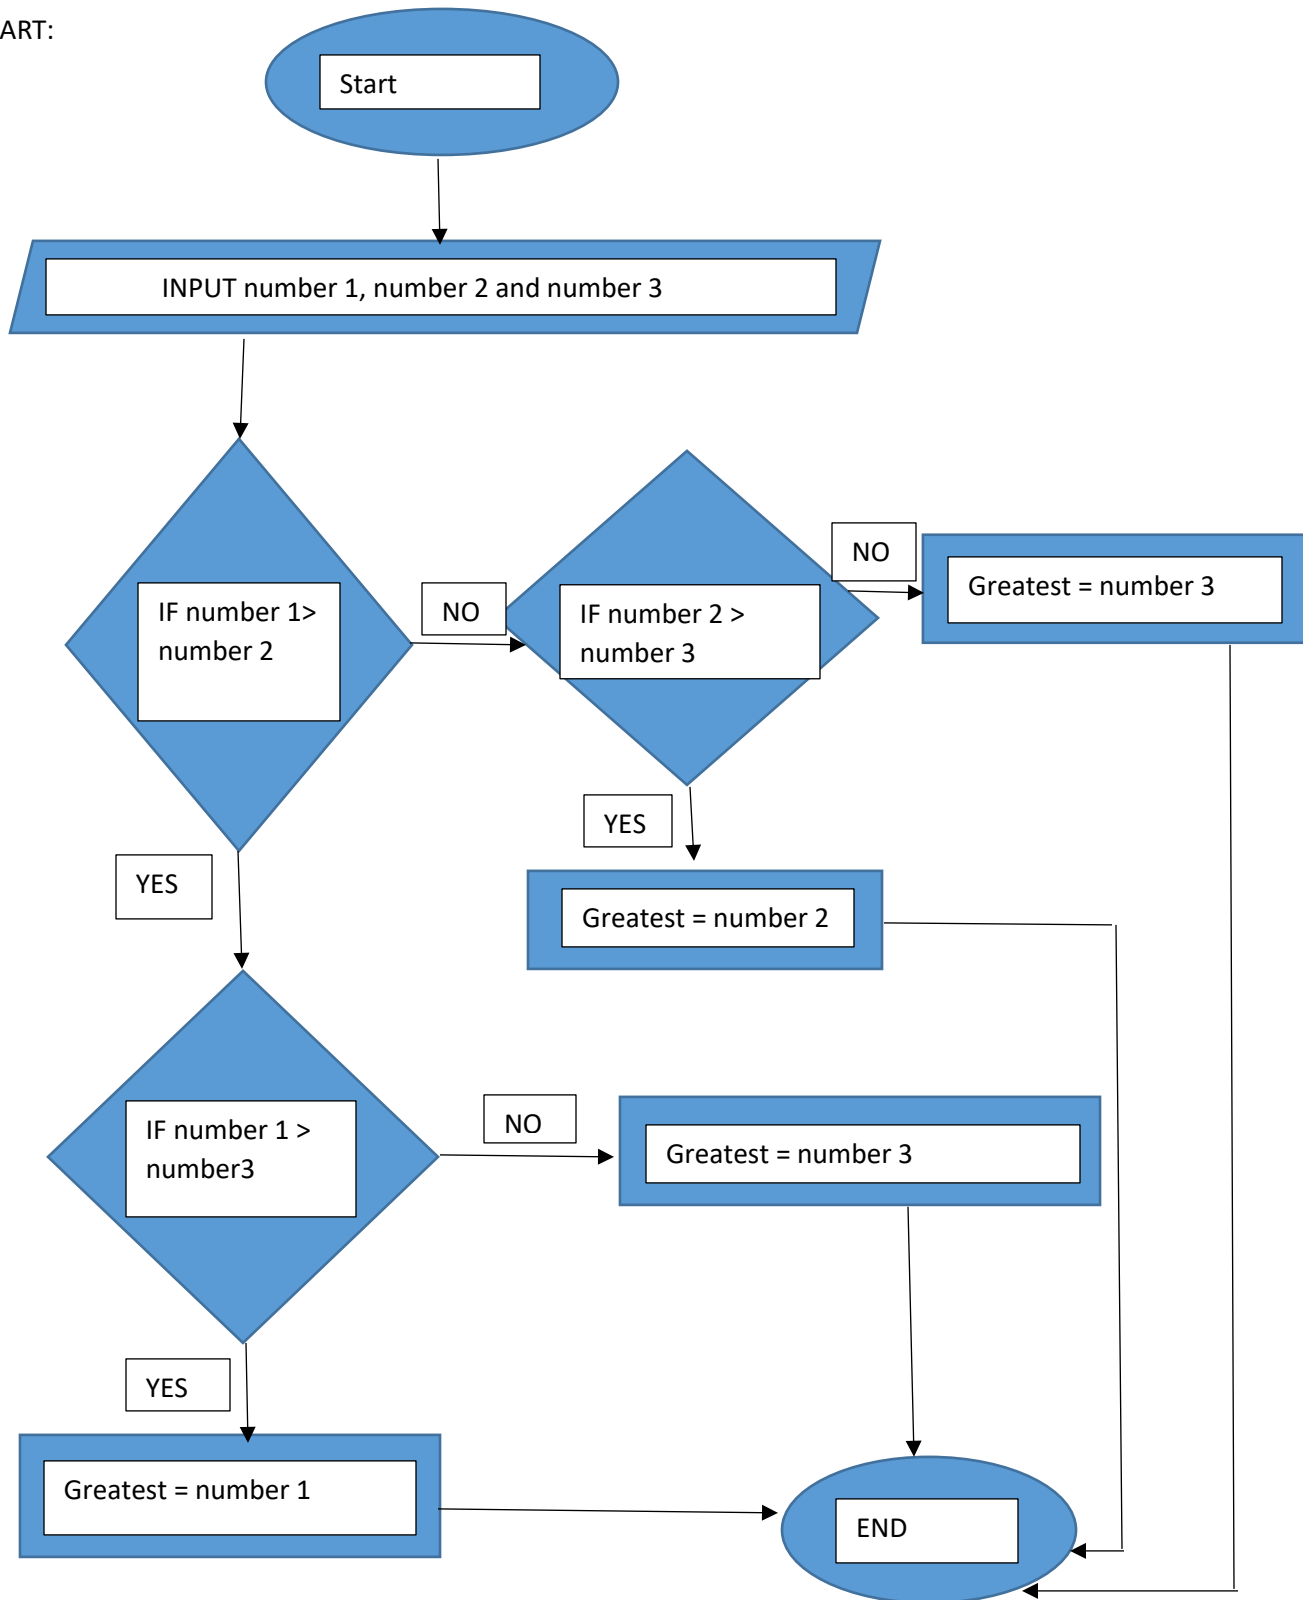 ART:
Start
INPUT number 1, number 2 and number 3
IF number 1>
number 2
NO
IF number 2 >
number 3
NO
Greatest = number 3
YES
Greatest = number 2
YES
IF number 1 >
number3
NO
Greatest = number 3
YES
Greatest = number 1
END